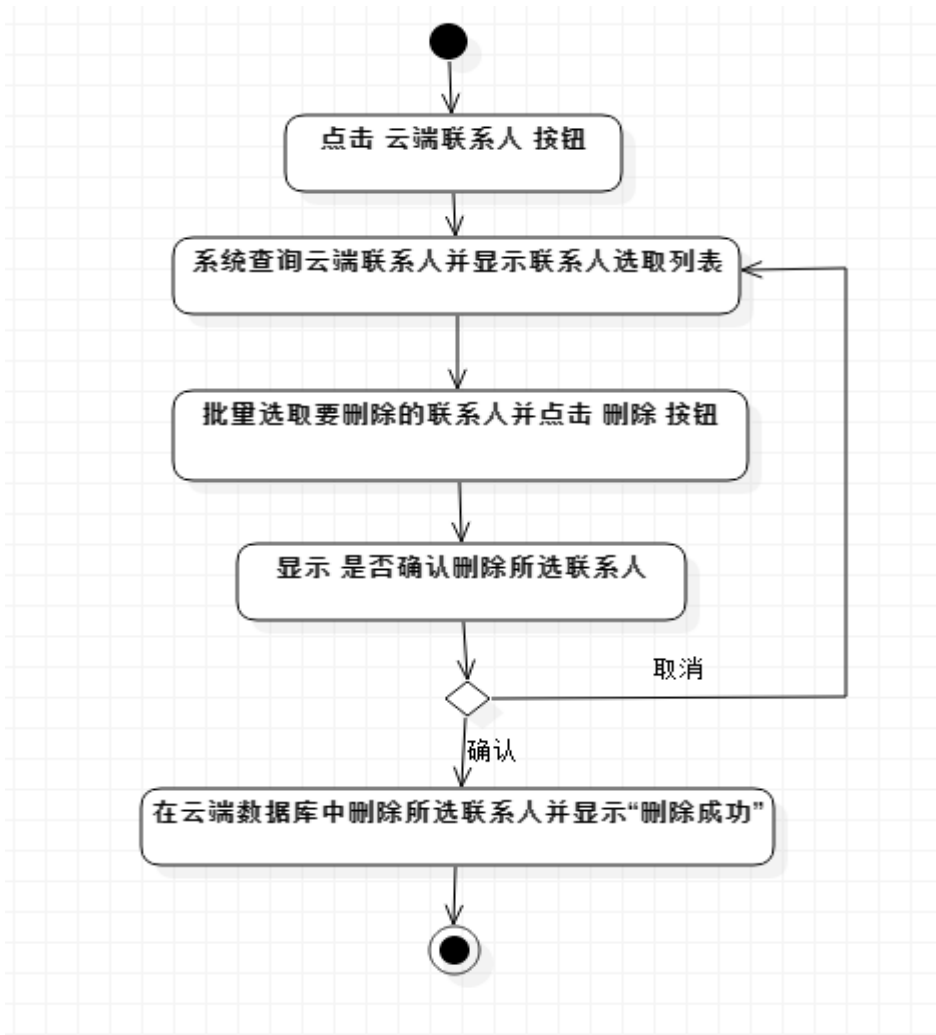 点击 云端联系人 按钮
系统查询云端联系人并显示联系人选取列表
批量选取要删除的联系人并点击 删除 按钮
显示 是否确认删除所选联系人
取消
确认
在云端数据库中删除所选联系人并显示“删除成功”